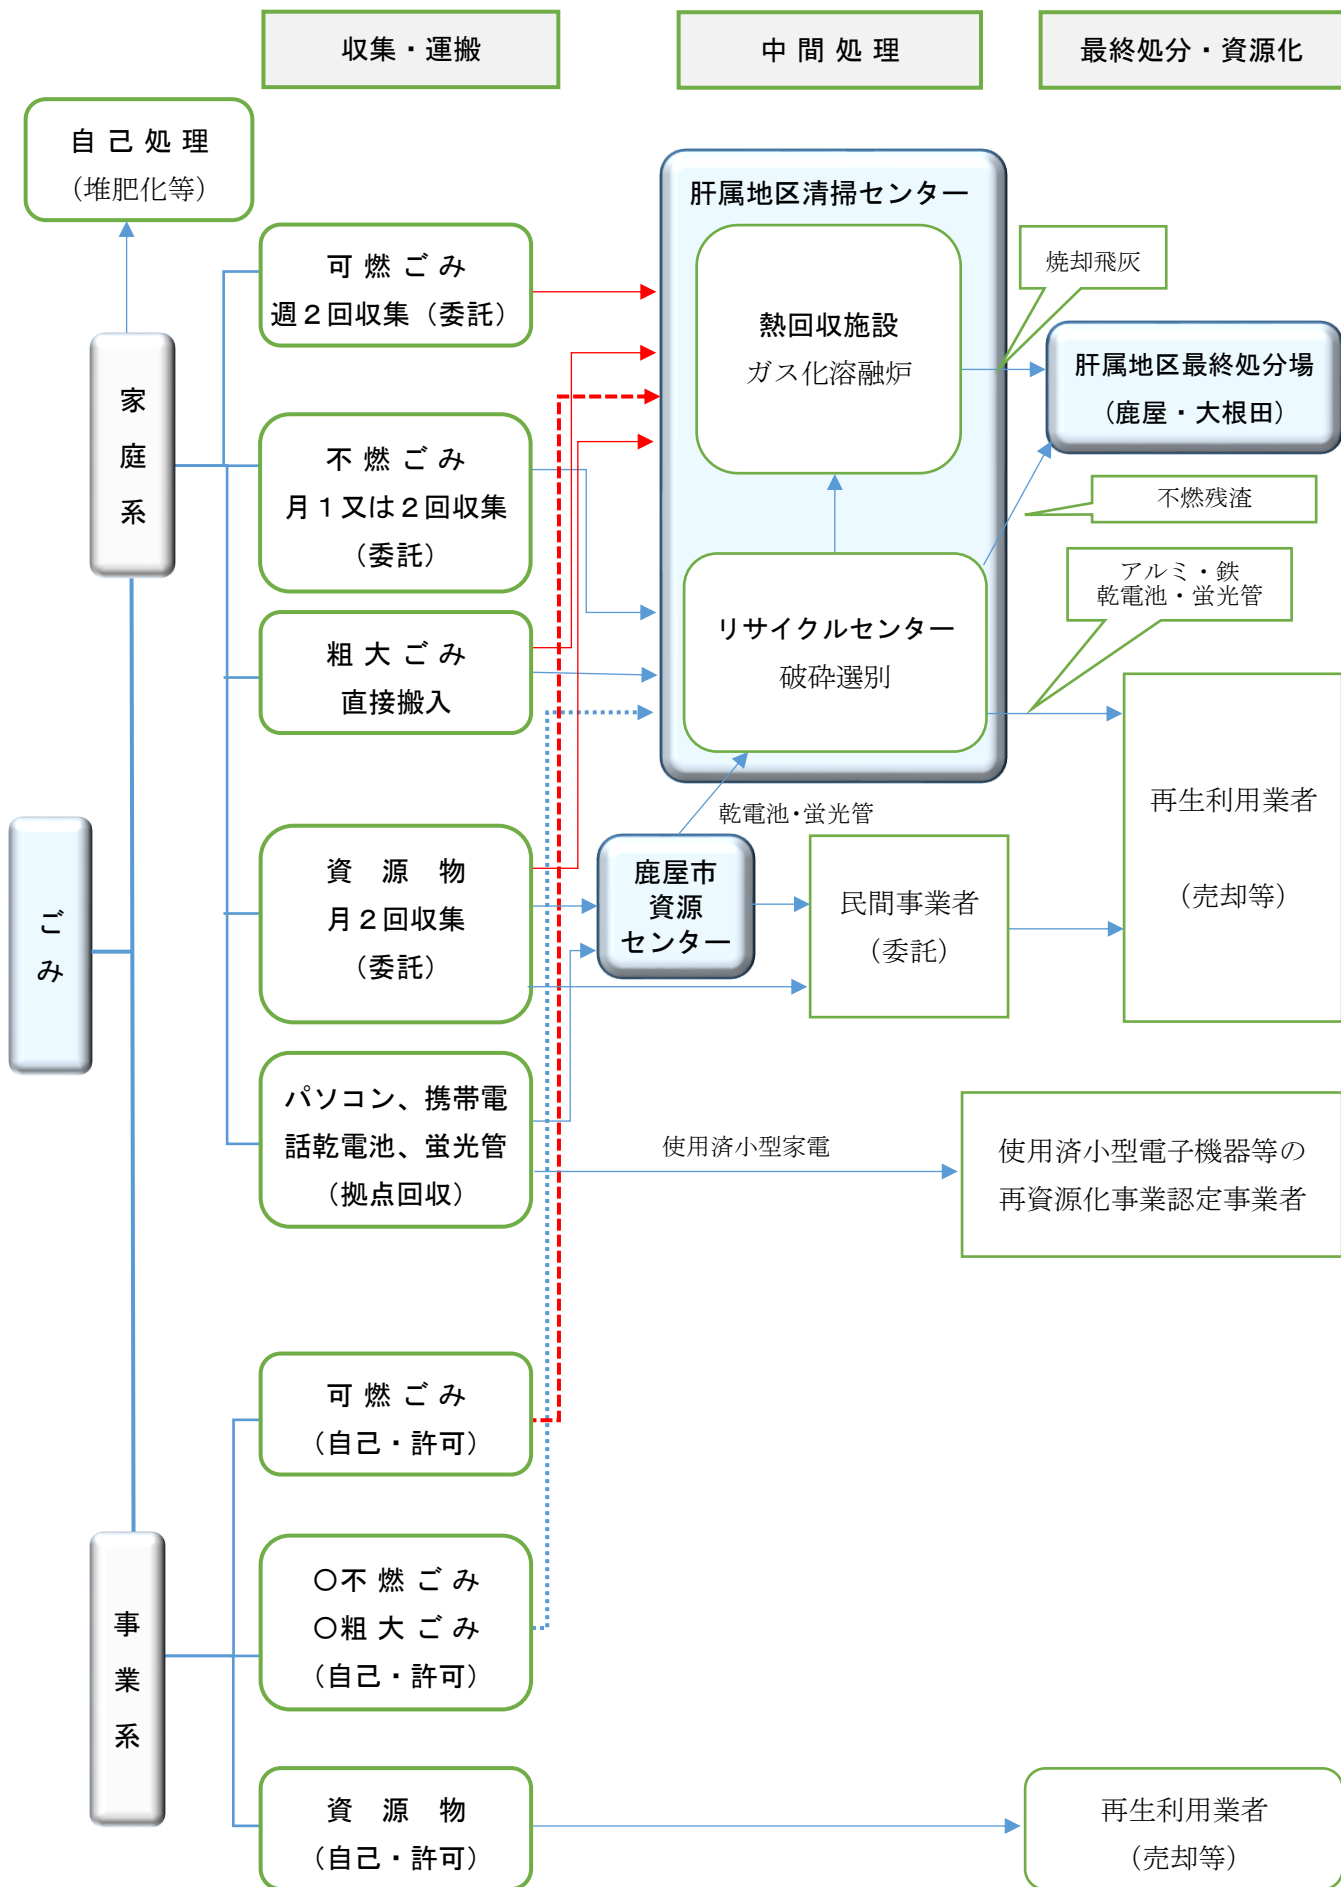 収集・運搬
中間処理
最終処分・資源化
自己処理
（堆肥化等）
肝属地区清掃センター
可燃ごみ
週２回収集（委託）
熱回収施設
ガス化溶融炉
焼却飛灰
肝属地区最終処分場
（鹿屋・大根田）
家庭系
不燃ごみ
月１又は２回収集
（委託）
不燃残渣
アルミ・鉄
乾電池・蛍光管
粗大ごみ
直接搬入
リサイクルセンター
破砕選別
再生利用業者
（売却等）
乾電池・蛍光管
ごみ
資源物
月２回収集
（委託）
鹿屋市
資源
センター
民間事業者
（委託）
パソコン、携帯電
話乾電池、蛍光管
（拠点回収）
使用済小型家電
使用済小型電子機器等の
再資源化事業認定事業者
可燃ごみ
（自己・許可）
事業系
○不燃ごみ
○粗大ごみ
（自己・許可）
資源物
（自己・許可）
再生利用業者
（売却等）